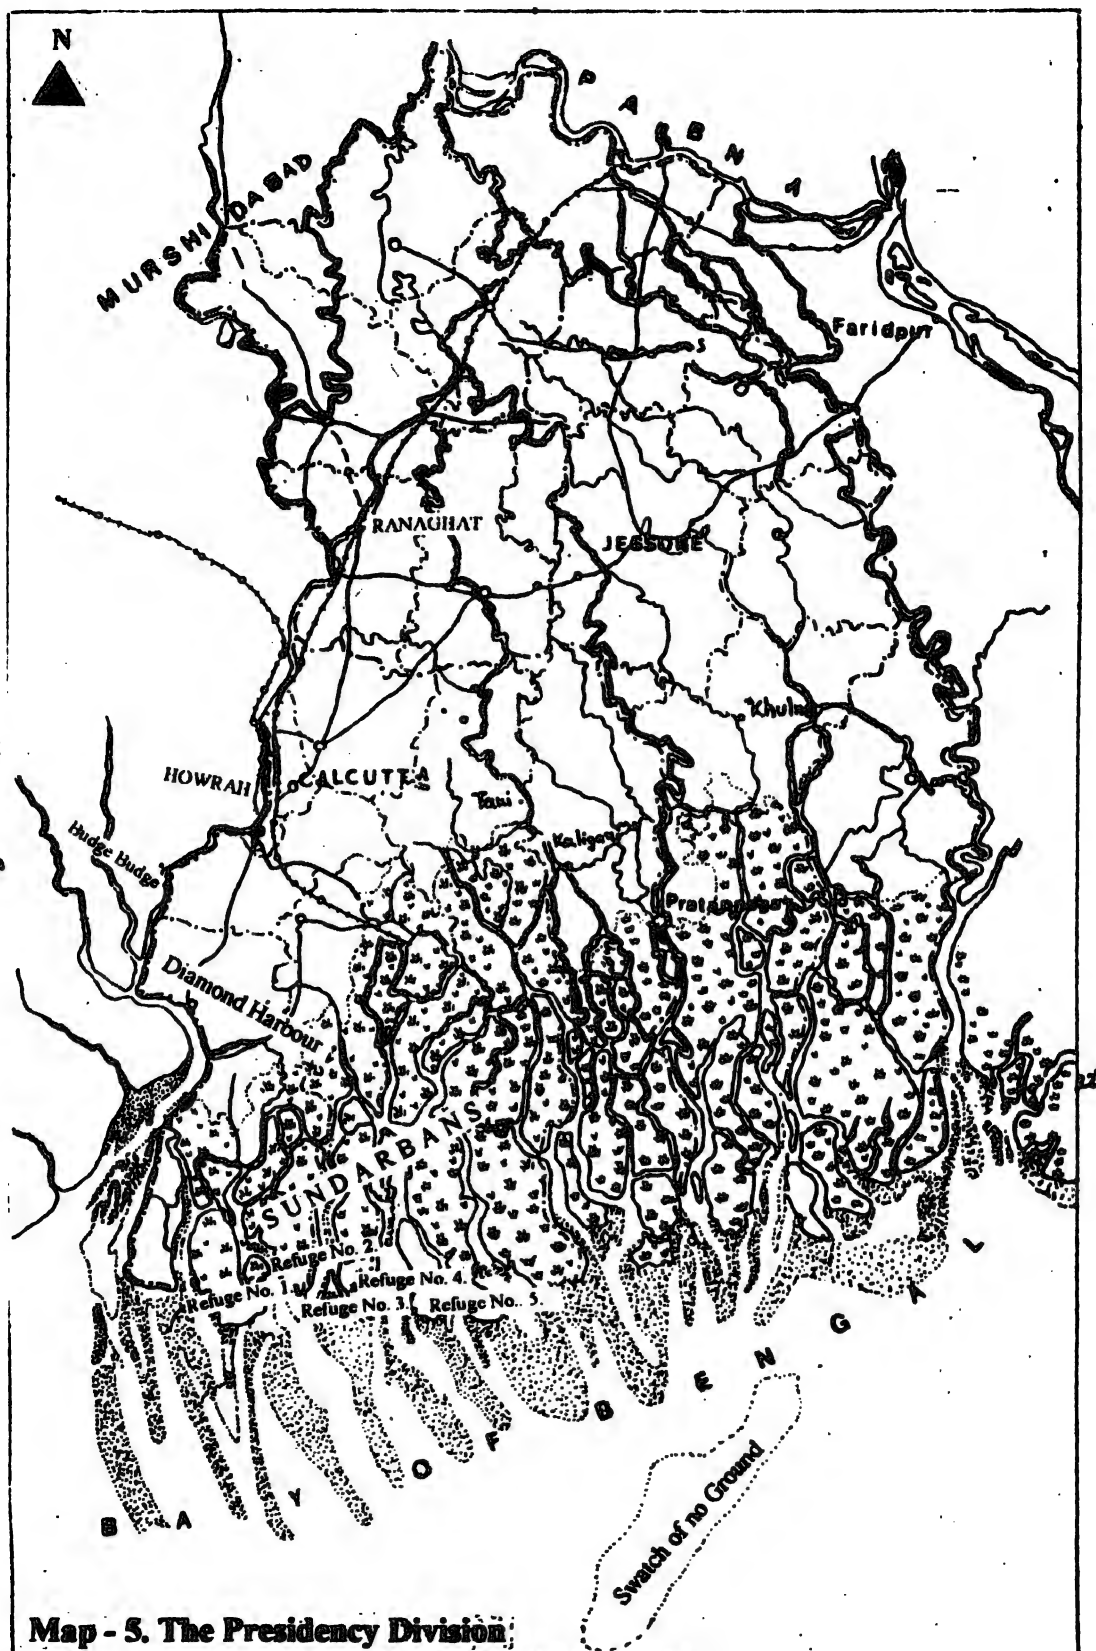 N
PABNA
MURSHIDABAD
Faridpur
RANAGHAT
JESSORE
Khulna
HOWRAH
CALCUTTA
Budge Budge
Diamond Harbour
SUNDARBANS
Refuge No. 2.
Refuge No. 4.
Refuge No. 1.
Refuge No. 3.
Refuge No.. 5.
BAY OF BENGAL
Swatch of no Ground
Map - 5. The Presidency Division